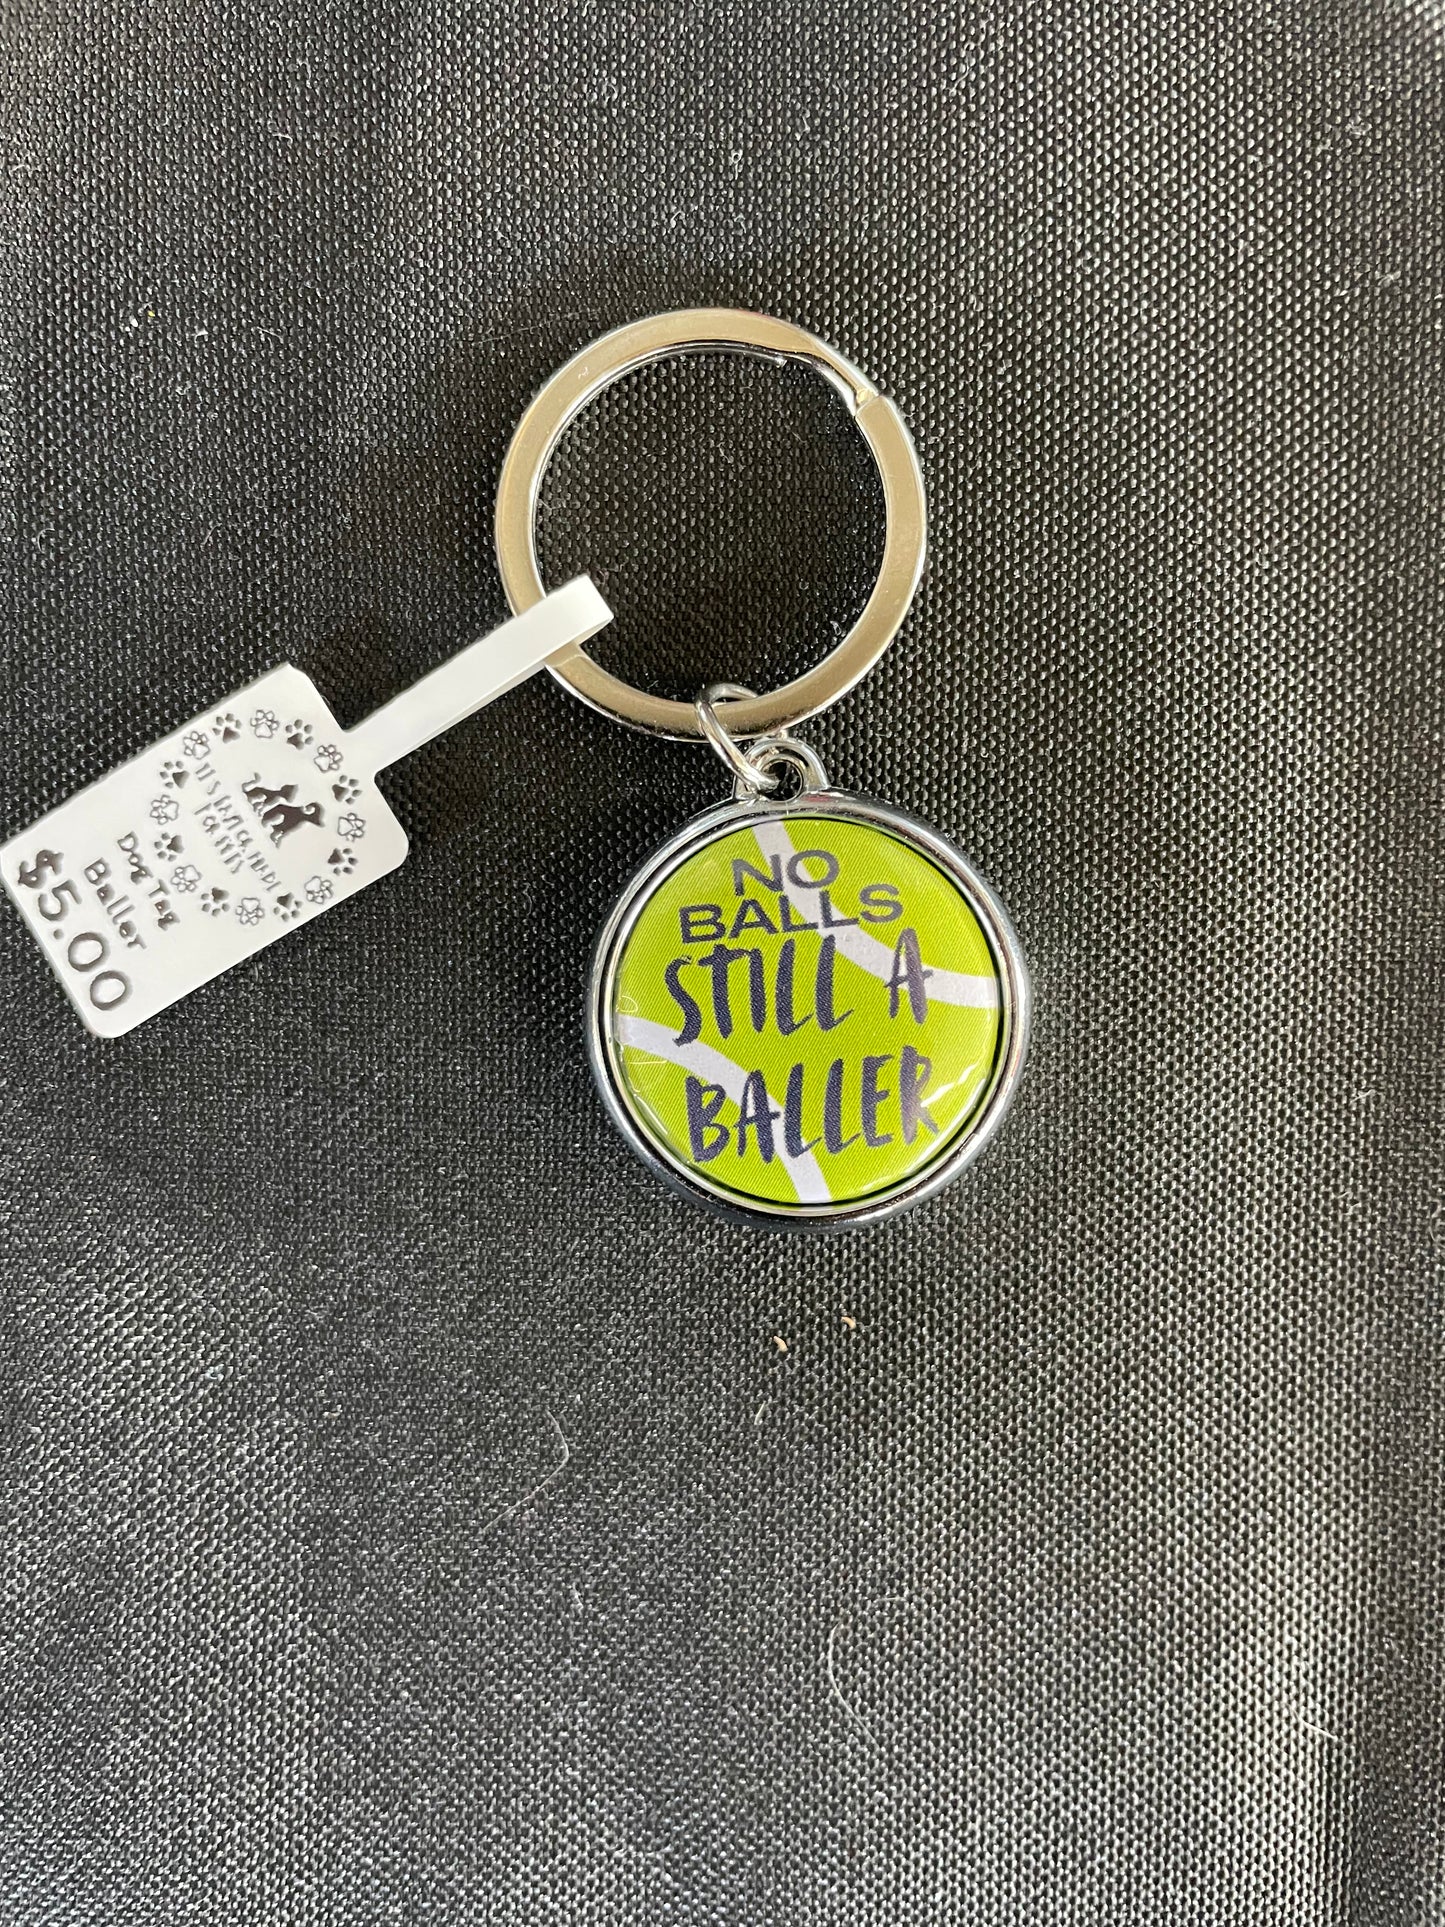 NO
BALLS
STILL A
BALLER
Dog Tag
Baller
$5.00